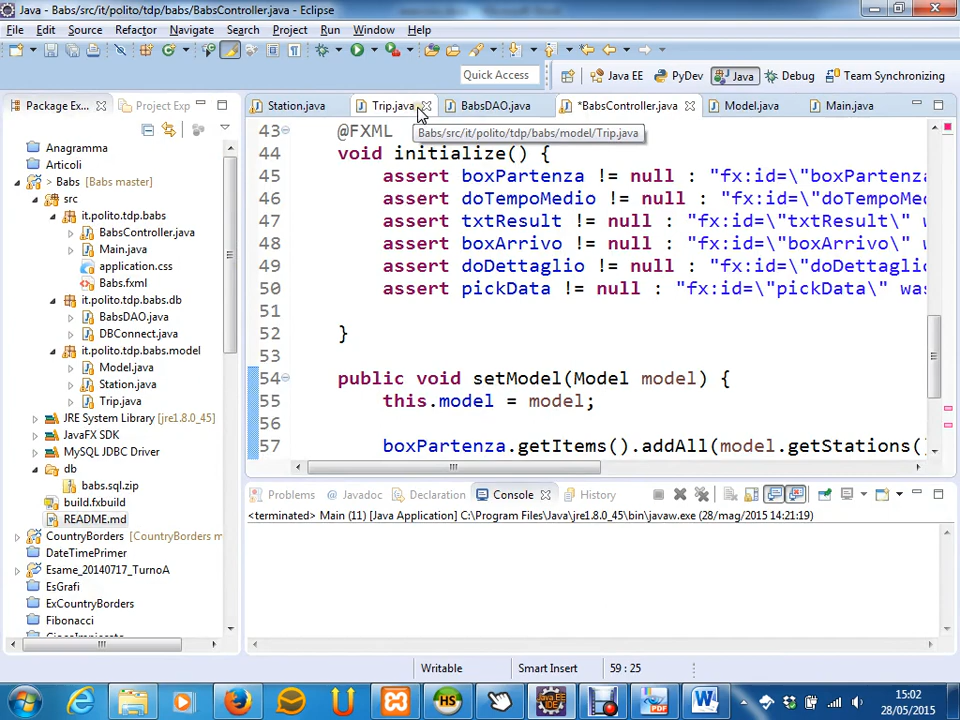 Java - Babs/src/it/polito/tdp/babs/BabsController.java - Eclipse
File Edit Source Refactor Navigate Search Project Run Window Help
Quick Access Java EE PyDev Java Debug Team Synchronizing
Package Ex... Project Exp
Station.java Trip.java BabsDAO.java *BabsController.java Model.java Main.java
Babs/src/it/polito/tdp/babs/model/Trip.java
Anagramma
Articoli
> Babs [Babs master]
src
it.polito.tdp.babs
BabsController.java
Main.java
application.css
Babs.fxml
it.polito.tdp.babs.db
BabsDAO.java
DBConnect.java
it.polito.tdp.babs.model
Model.java
Station.java
Trip.java
JRE System Library [jre1.8.0_45]
JavaFX SDK
MySQL JDBC Driver
db
babs.sql.zip
build.fxbuild
README.md
CountryBorders [CountryBorders m
DateTimePrimer
Esame_20140717_TurnoA
EsGrafi
ExCountryBorders
Fibonacci
43 @FXML
44 void initialize() {
45 assert boxPartenza != null : "fx:id=\"boxPartenza
46 assert doTempoMedio != null : "fx:id=\"doTempoMed
47 assert txtResult != null : "fx:id=\"txtResult\" w
48 assert boxArrivo != null : "fx:id=\"boxArrivo\" w
49 assert doDettaglio != null : "fx:id=\"doDettaglio
50 assert pickData != null : "fx:id=\"pickData\" was
51
52 }
53
54 public void setModel(Model model) {
55 this.model = model;
56
57 boxPartenza.getItems().addAll(model.getStations()
Problems Javadoc Declaration Console History
<terminated> Main (11) [Java Application] C:\Program Files\Java\jre1.8.0_45\bin\javaw.exe (28/mag/2015 14:21:19)
Writable Smart Insert 59 : 25
15:02
28/05/2015